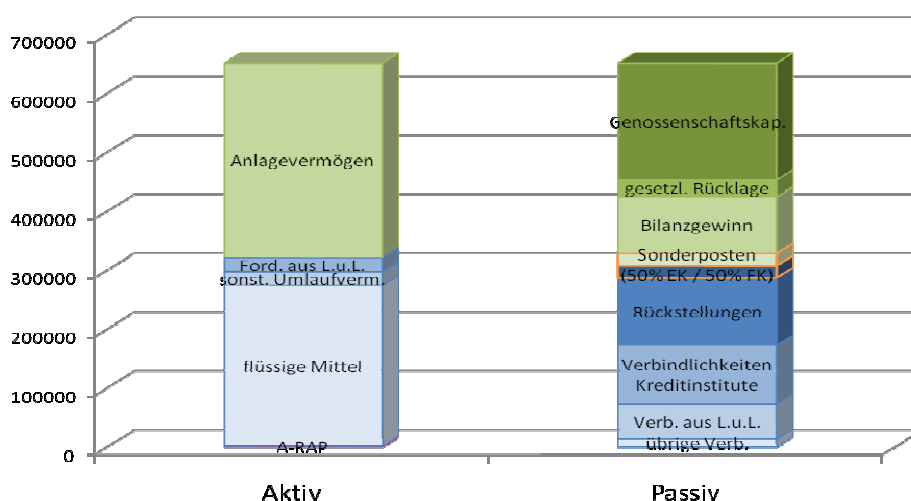 700000
600000
500000
400000
300000
200000
100000
0
Anlagevermögen
Ford. aus L.u.L.
sonst. Umlaufverm.
flüssige Mittel
A-RAP
Genossenschaftskap.
gesetzl. Rücklage
Bilanzgewinn
Sonderposten
(50% EK / 50% FK)
Rückstellungen
Verbindlichkeiten
Kreditinstitute
Verb. aus L.u.L.
übrige Verb.
Aktiv
Passiv